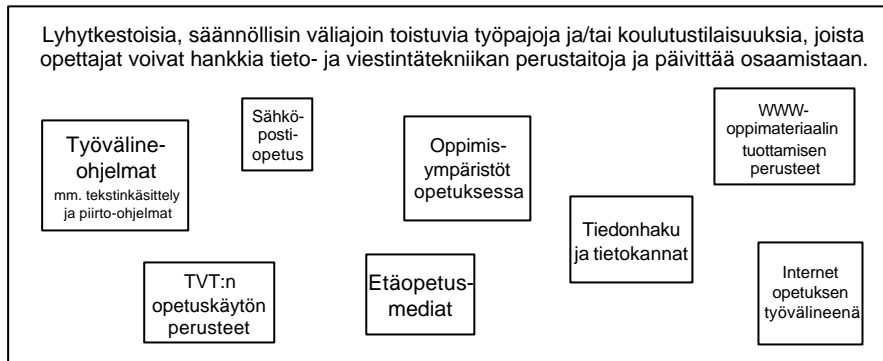 Lyhytkestoisia, säännöllisin väliajoin toistuvia työpajoja ja/tai koulutustilaisuuksia, joista
opettajat voivat hankkia tieto- ja viestintätekniikan perustaitoja ja päivittää osaamistaan.
Työväline-
ohjelmat
mm. tekstinkäsittely
ja piirto-ohjelmat
Sähkö-
posti-
opetus
Oppimis-
ympäristöt
opetuksessa
WWW-
oppimateriaalin
tuottamisen
perusteet
TVT:n
opetuskäytön
perusteet
Etäopetus-
mediat
Tiedonhaku
ja tietokannat
Internet
opetuksen
työvälineenä